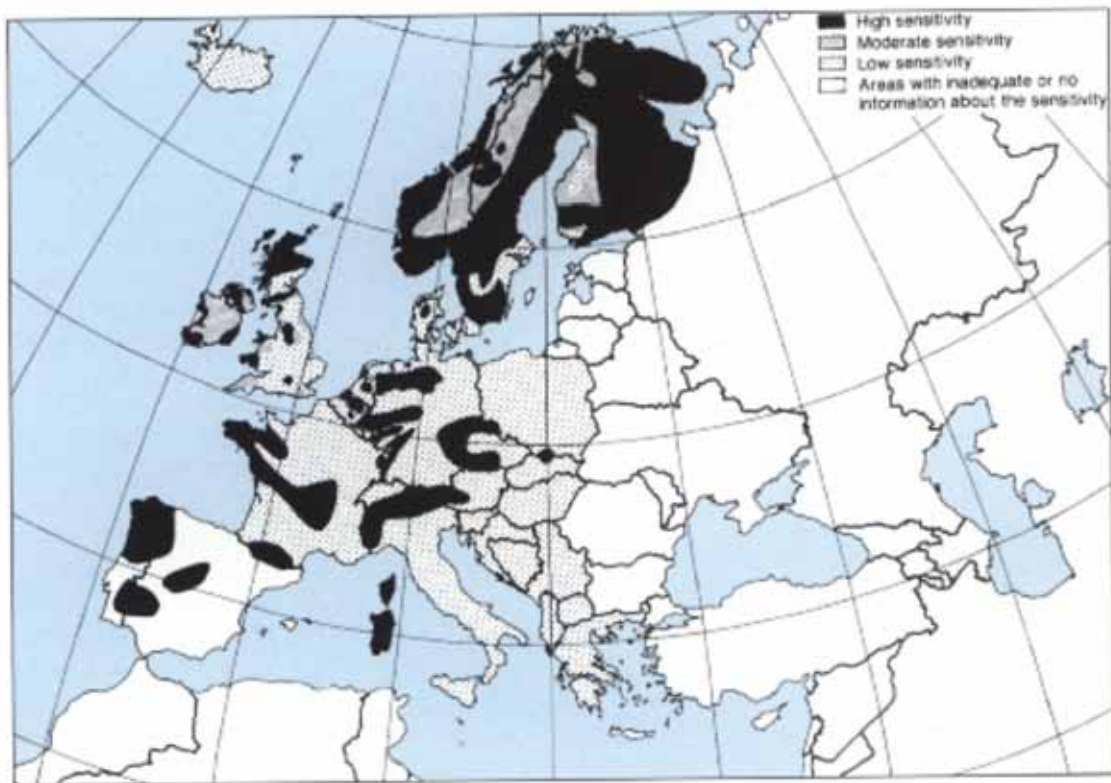 High sensitivity
Moderate sensitivity
Low sensitivity
Areas with inadequate or no
information about the sensitivity